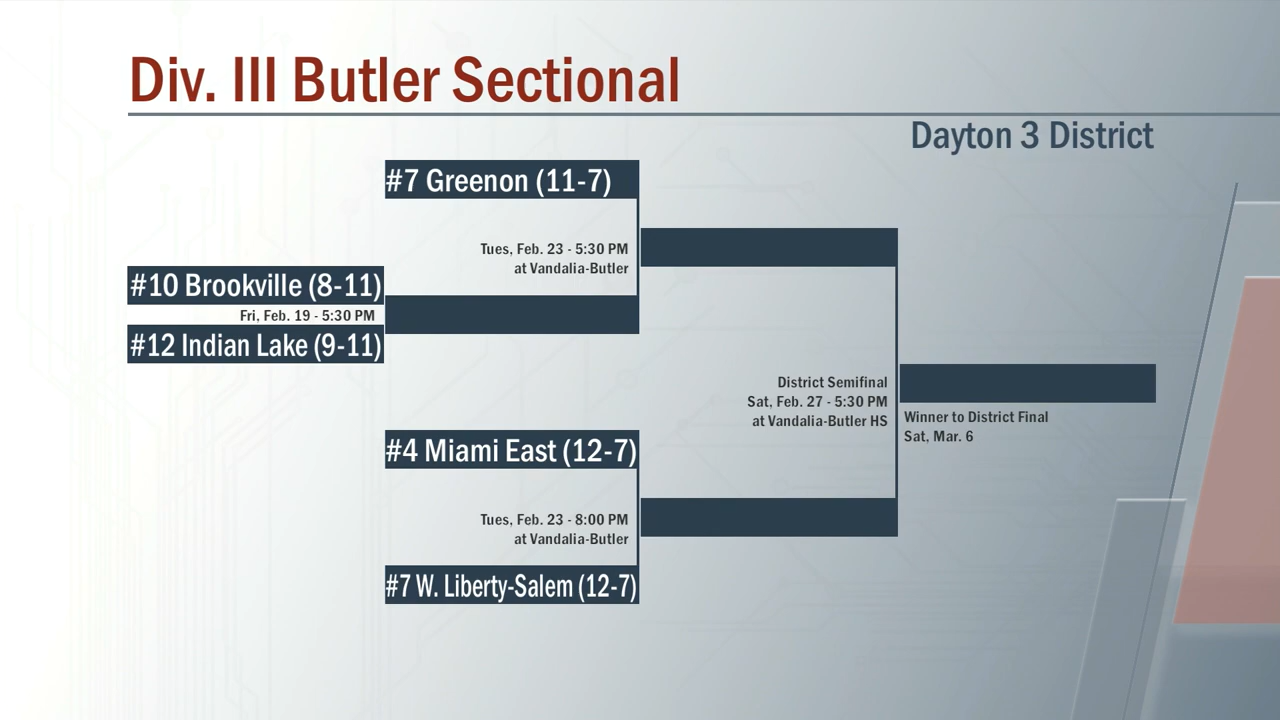 Div. III Butler Sectional
Dayton 3 District
#7 Greenon (11-7)
Tues, Feb. 23 - 5:30 PM
at Vandalia-Butler
#10 Brookville (8-11)
Fri, Feb. 19 - 5:30 PM
#12 Indian Lake (9-11)
District Semifinal
Sat, Feb. 27 - 5:30 PM
at Vandalia-Butler HS
Winner to District Final
Sat, Mar. 6
#4 Miami East (12-7)
Tues, Feb. 23 - 8:00 PM
at Vandalia-Butler
#7 W. Liberty-Salem (12-7)